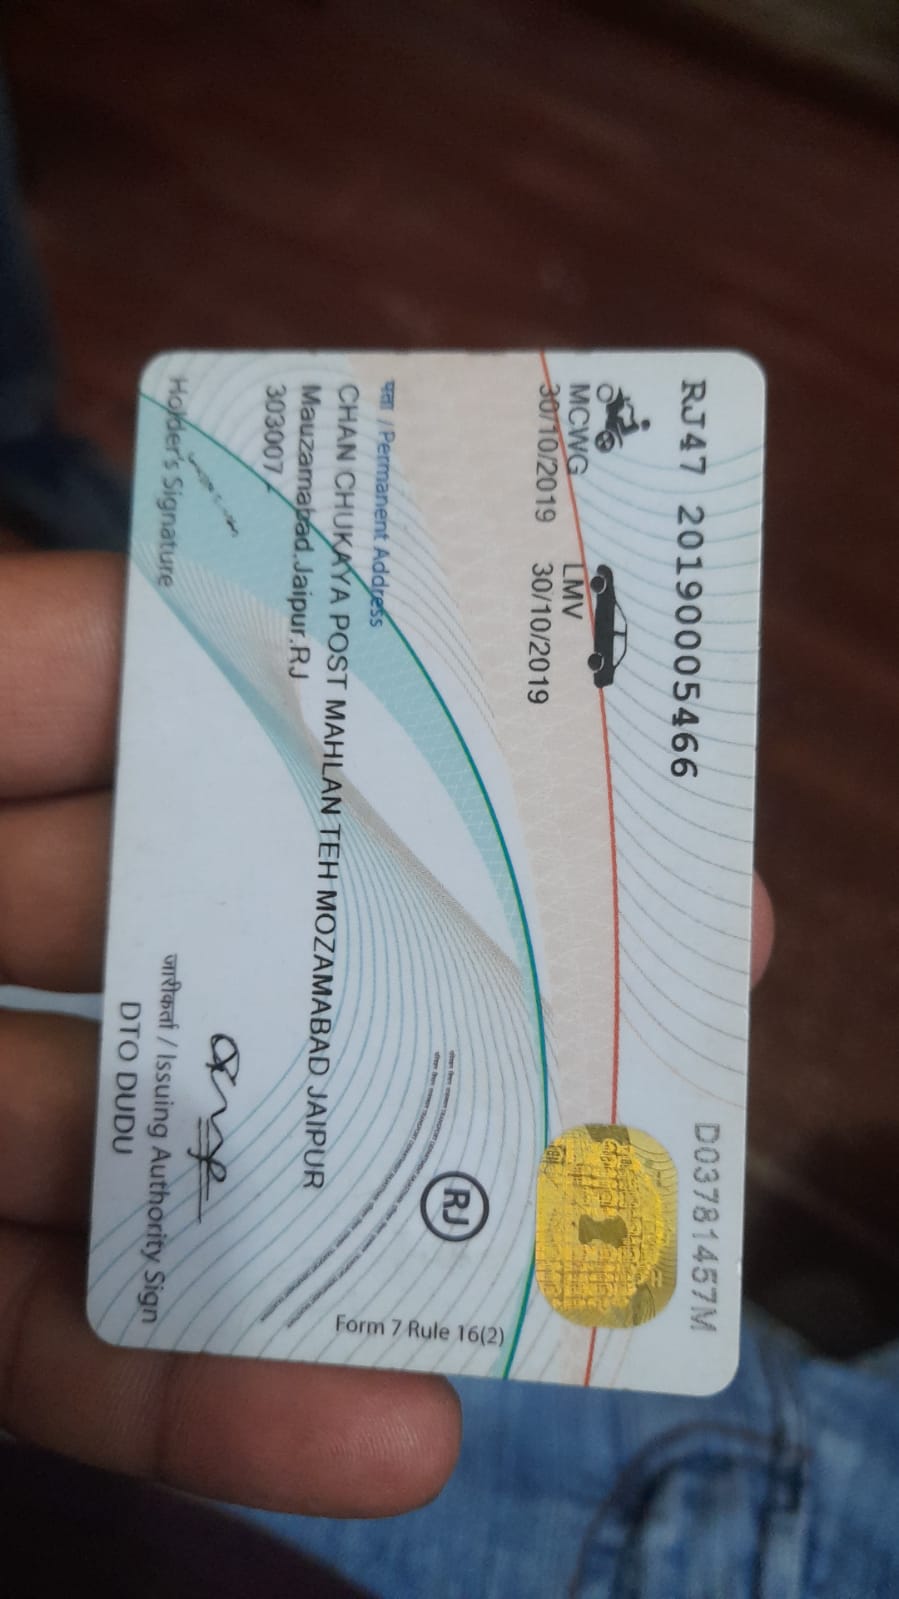 RJ47 20190005466
D03781457M
MCWG
30/10/2019
LMV
30/10/2019
पता / Permanent Address
CHAN CHUKAYA POST MAHLAN TEH MOZAMABAD JAIPUR
Mauzamabad,Jaipur.RJ
303007
RJ
Form 7 Rule 16(2)
Holder's Signature
जारीकर्ता / Issuing Authority Sign
DTO DUDU